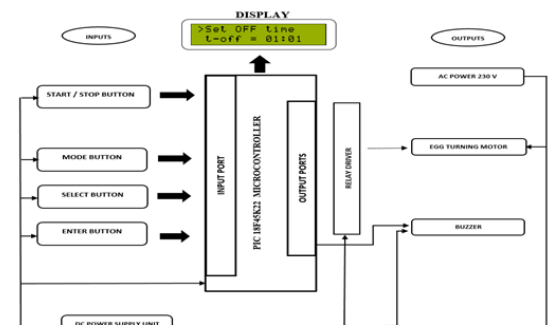 DISPLAY
>Set OFF time
t-off = 01:01
INPUTS
OUTPUTS
START / STOP BUTTON
MODE BUTTON
SELECT BUTTON
ENTER BUTTON
INPUT PORT
PIC 18F45K22 MICROCONTROLLER
OUTPUT PORTS
RELAY DRIVER
AC POWER 230 V
EGG TURNING MOTOR
BUZZER
DC POWER SUPPLY UNIT